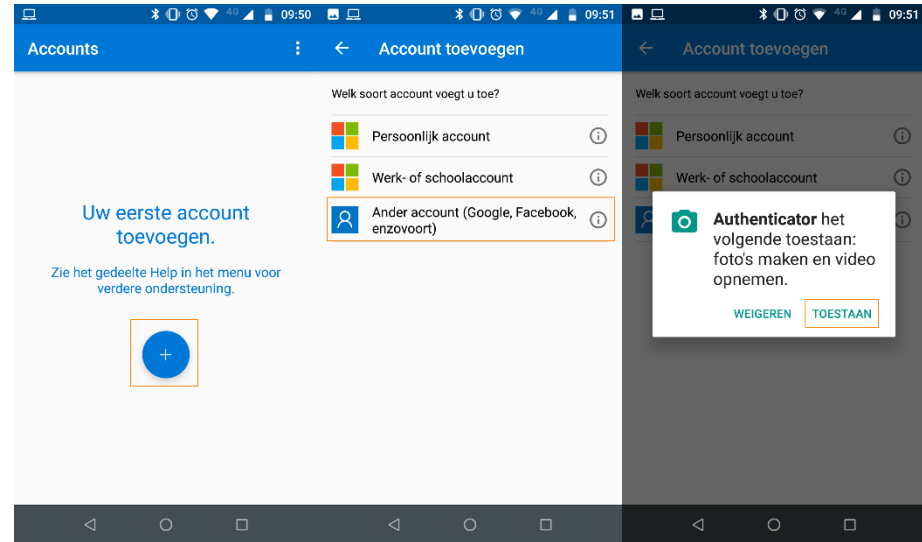 4G 09:50
Accounts
Uw eerste account
toevoegen.
Zie het gedeelte Help in het menu voor
verdere ondersteuning.
+
4G 09:51
Account toevoegen
Welk soort account voegt u toe?
Persoonlijk account
Werk- of schoolaccount
Ander account (Google, Facebook,
enzovoort)
4G 09:51
Account toevoegen
Welk soort account voegt u toe?
Persoonlijk account
Werk- of schoolaccount
Authenticator het
volgende toestaan:
foto's maken en video
opnemen.
WEIGEREN TOESTAAN